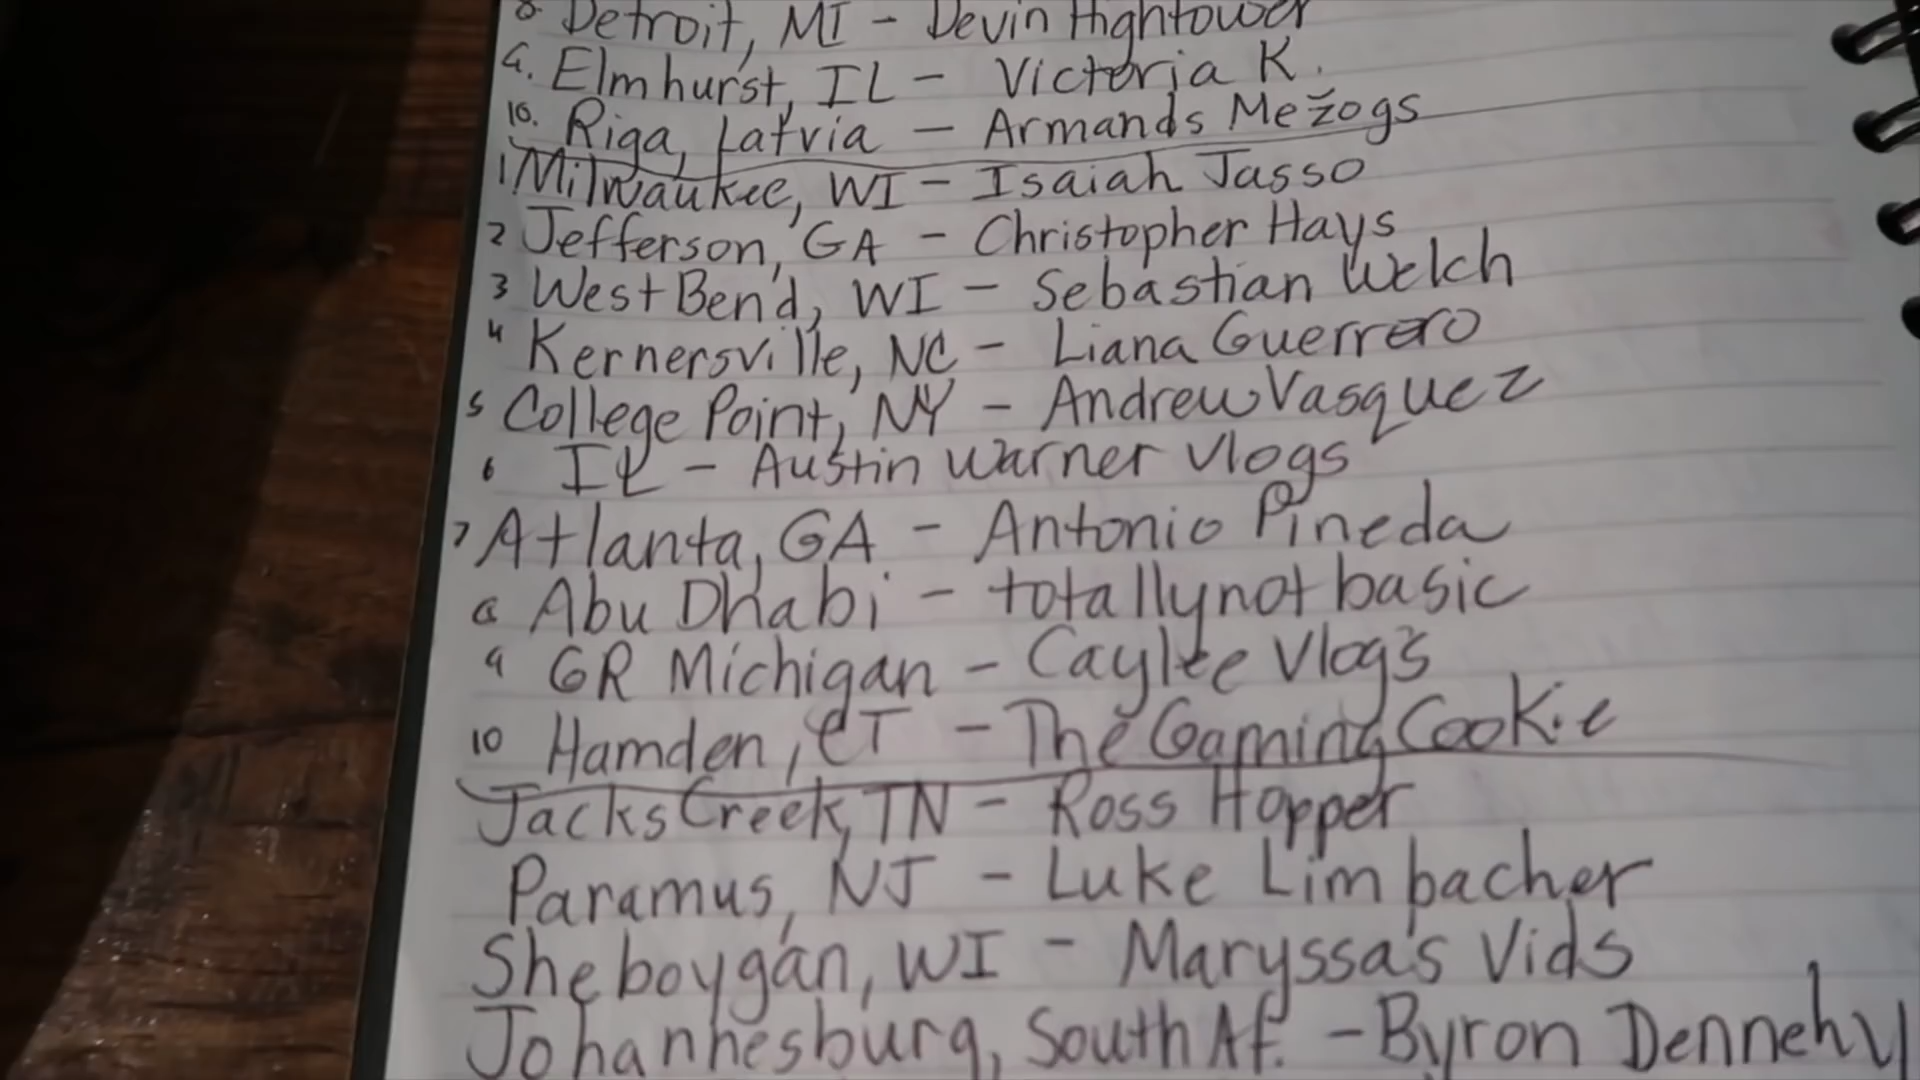 8. Detroit, MI - Devin Hightower
9. Elmhurst, IL - Victoria K.
10. Riga, Latvia - Armands Mežogs
1 Milwaukee, WI - Isaiah Jasso
2 Jefferson, GA - Christopher Hays
3 West Bend, WI - Sebastian Welch
4 Kernersville, NC - Liana Guerrero
5 College Point, NY - Andrew Vasquez
6 IL - Austin Warner Vlogs
7 Atlanta, GA - Antonio Pineda
8 Abu Dhabi - totallynotbasic
9 GR Michigan - Caylee Vlogs
10 Hamden, CT - The Gaming Cookie
Jacks Creek, TN - Ross Hopper
Paramus, NJ - Luke Limbacher
Sheboygan, WI - Maryssa's Vids
Johannesburg, South Af. - Byron Dennehy